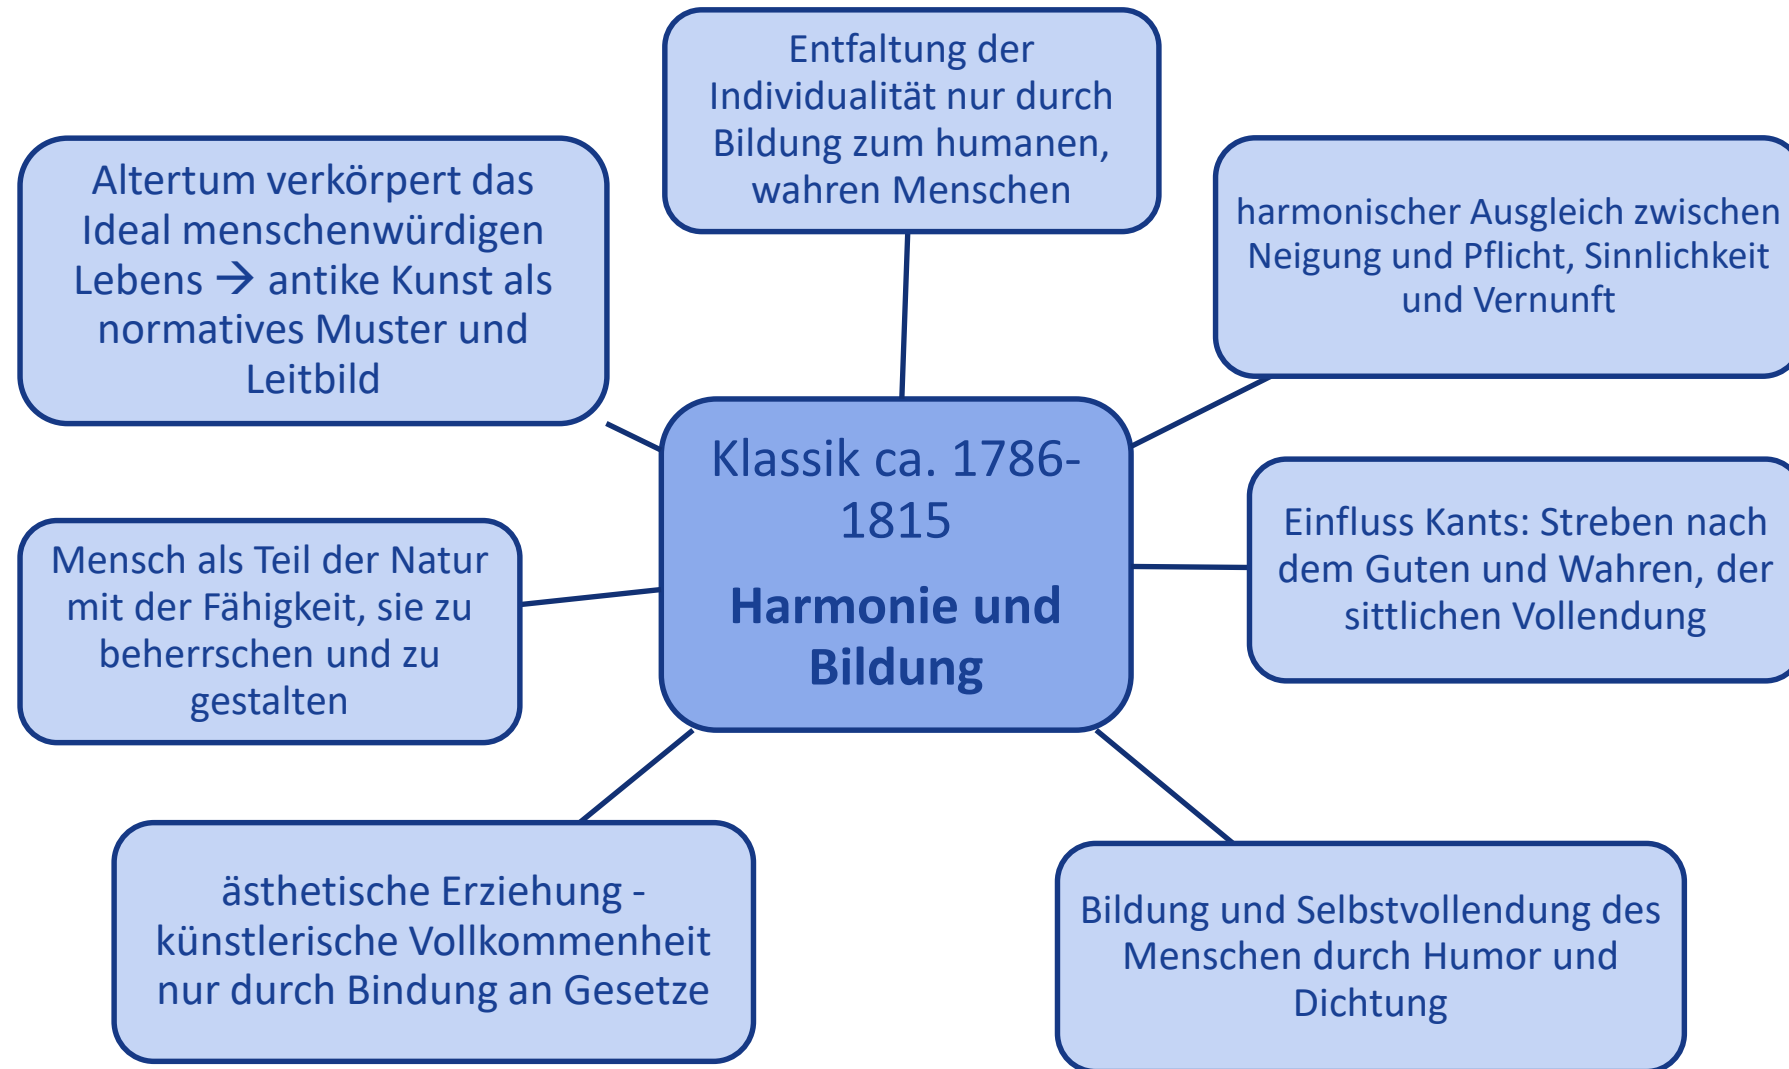 Entfaltung der
Individualität nur durch
Bildung zum humanen,
wahren Menschen
Altertum verkörpert das
Ideal menschenwürdigen
Lebens → antike Kunst als
normatives Muster und
Leitbild
harmonischer Ausgleich zwischen
Neigung und Pflicht, Sinnlichkeit
und Vernunft
Klassik ca. 1786-
1815
Harmonie und
Bildung
Mensch als Teil der Natur
mit der Fähigkeit, sie zu
beherrschen und zu
gestalten
Einfluss Kants: Streben nach
dem Guten und Wahren, der
sittlichen Vollendung
ästhetische Erziehung -
künstlerische Vollkommenheit
nur durch Bindung an Gesetze
Bildung und Selbstvollendung des
Menschen durch Humor und
Dichtung